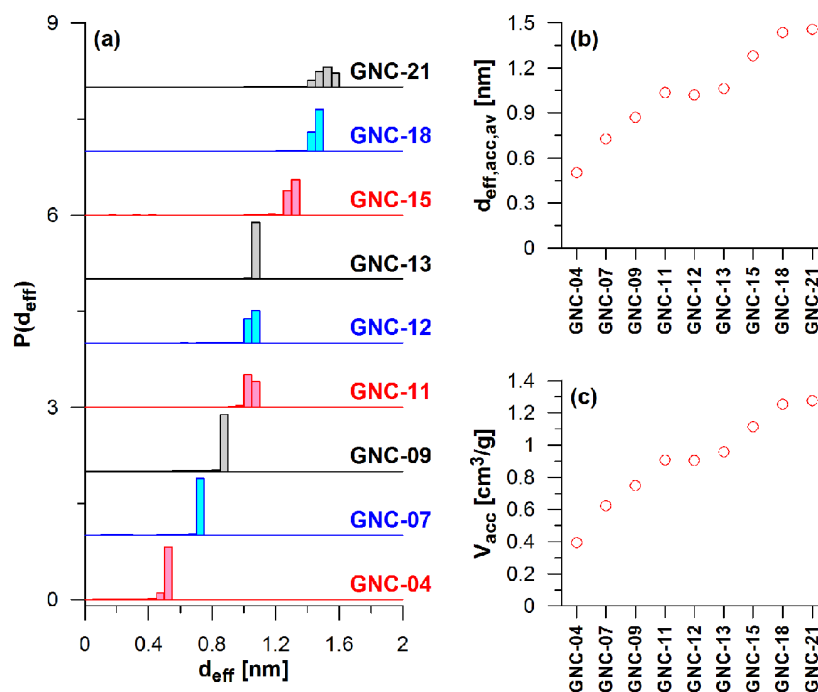 (a)
P(d_eff)
9
6
3
0
GNC-21
GNC-18
GNC-15
GNC-13
GNC-12
GNC-11
GNC-09
GNC-07
GNC-04
0 0.4 0.8 1.2 1.6 2
d_eff [nm]
(b)
d_eff,acc,av [nm]
1.5
1.2
0.9
0.6
0.3
0
GNC-04 GNC-07 GNC-09 GNC-11 GNC-12 GNC-13 GNC-15 GNC-18 GNC-21
(c)
V_acc [cm³/g]
1.4
1.2
1
0.8
0.6
0.4
0.2
0
GNC-04 GNC-07 GNC-09 GNC-11 GNC-12 GNC-13 GNC-15 GNC-18 GNC-21